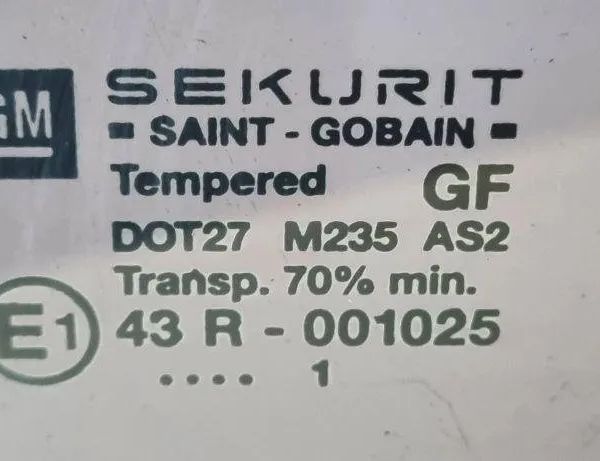 GM
SEKURIT
SAINT - GOBAIN
Tempered GF
DOT27 M235 AS2
Transp. 70% min.
E1 43 R - 001025
.... 1